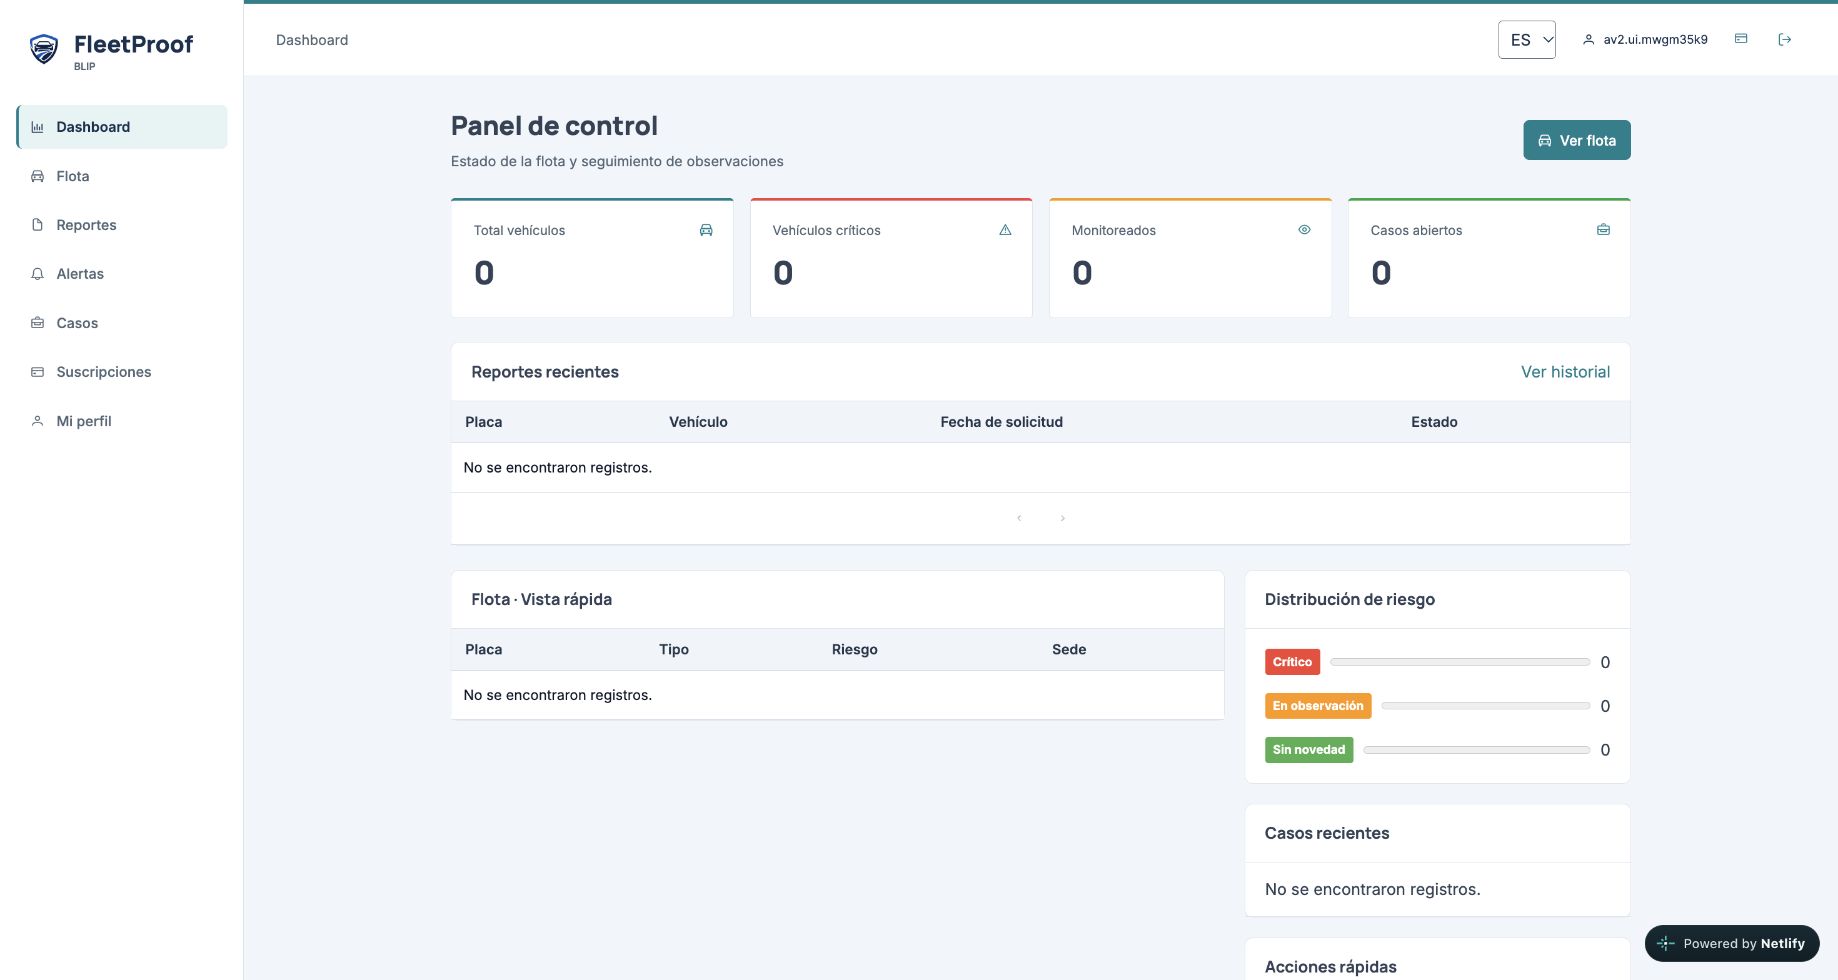 FleetProof
BLIP
Dashboard
Flota
Reportes
Alertas
Casos
Suscripciones
Mi perfil
Dashboard
ES
av2.ui.mwgm35k9
Panel de control
Estado de la flota y seguimiento de observaciones
Ver flota
Total vehículos
0
Vehículos críticos
0
Monitoreados
0
Casos abiertos
0
Reportes recientes
Ver historial
Placa Vehículo Fecha de solicitud Estado
No se encontraron registros.
Flota · Vista rápida
Placa Tipo Riesgo Sede
No se encontraron registros.
Distribución de riesgo
Crítico 0
En observación 0
Sin novedad 0
Casos recientes
No se encontraron registros.
Acciones rápidas
Powered by Netlify